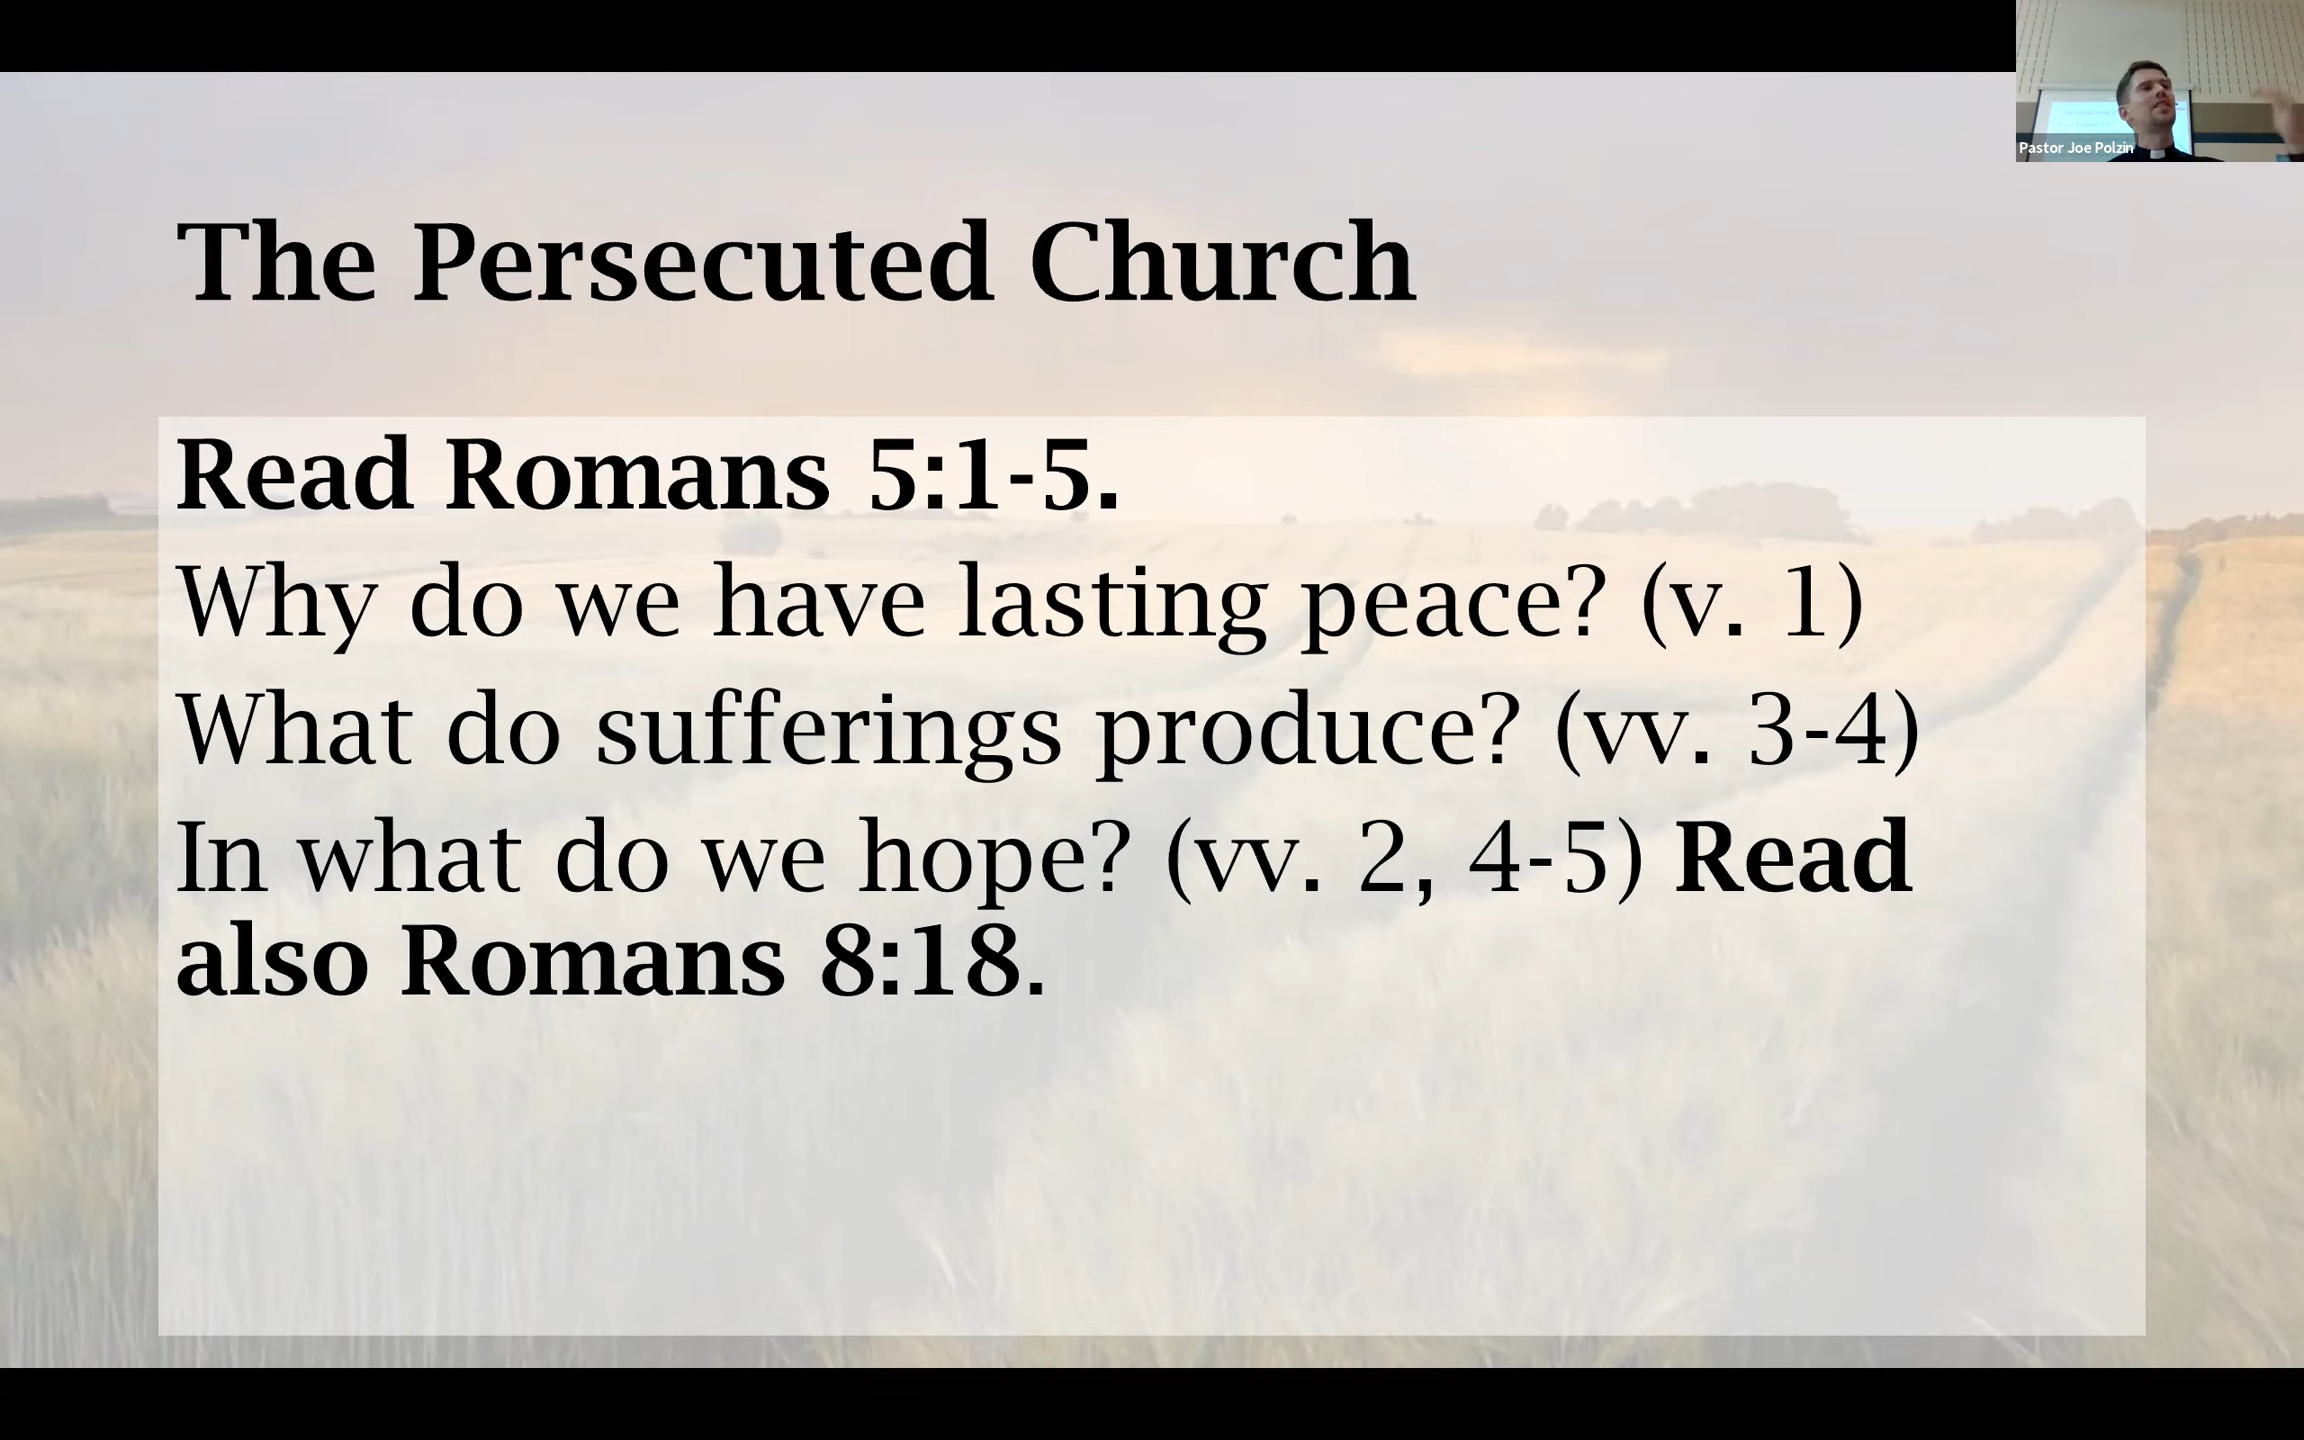 The Persecuted Church
Read Romans 5:1-5.
Why do we have lasting peace? (v. 1)
What do sufferings produce? (vv. 3-4)
In what do we hope? (vv. 2, 4-5) Read
also Romans 8:18.
Pastor Joe Polzin